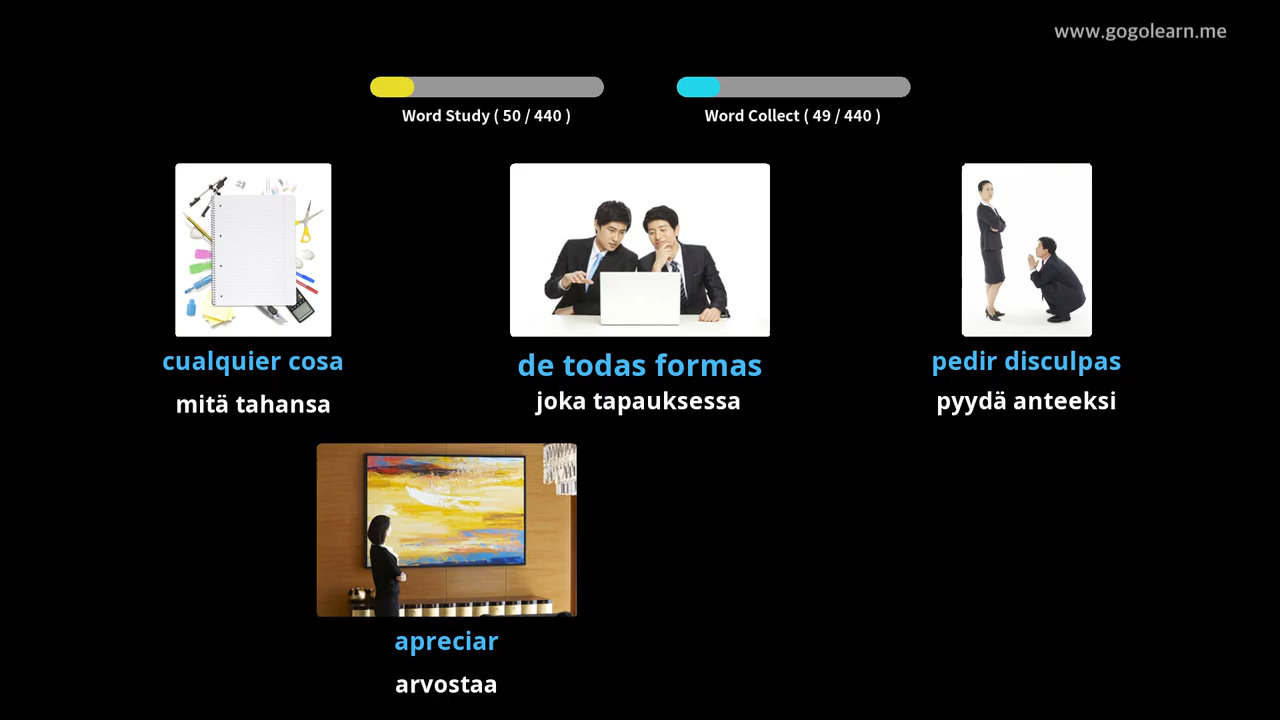 www.gogolearn.me
Word Study ( 50 / 440 )
Word Collect ( 49 / 440 )
cualquier cosa
mitä tahansa
de todas formas
joka tapauksessa
pedir disculpas
pyydä anteeksi
apreciar
arvostaa